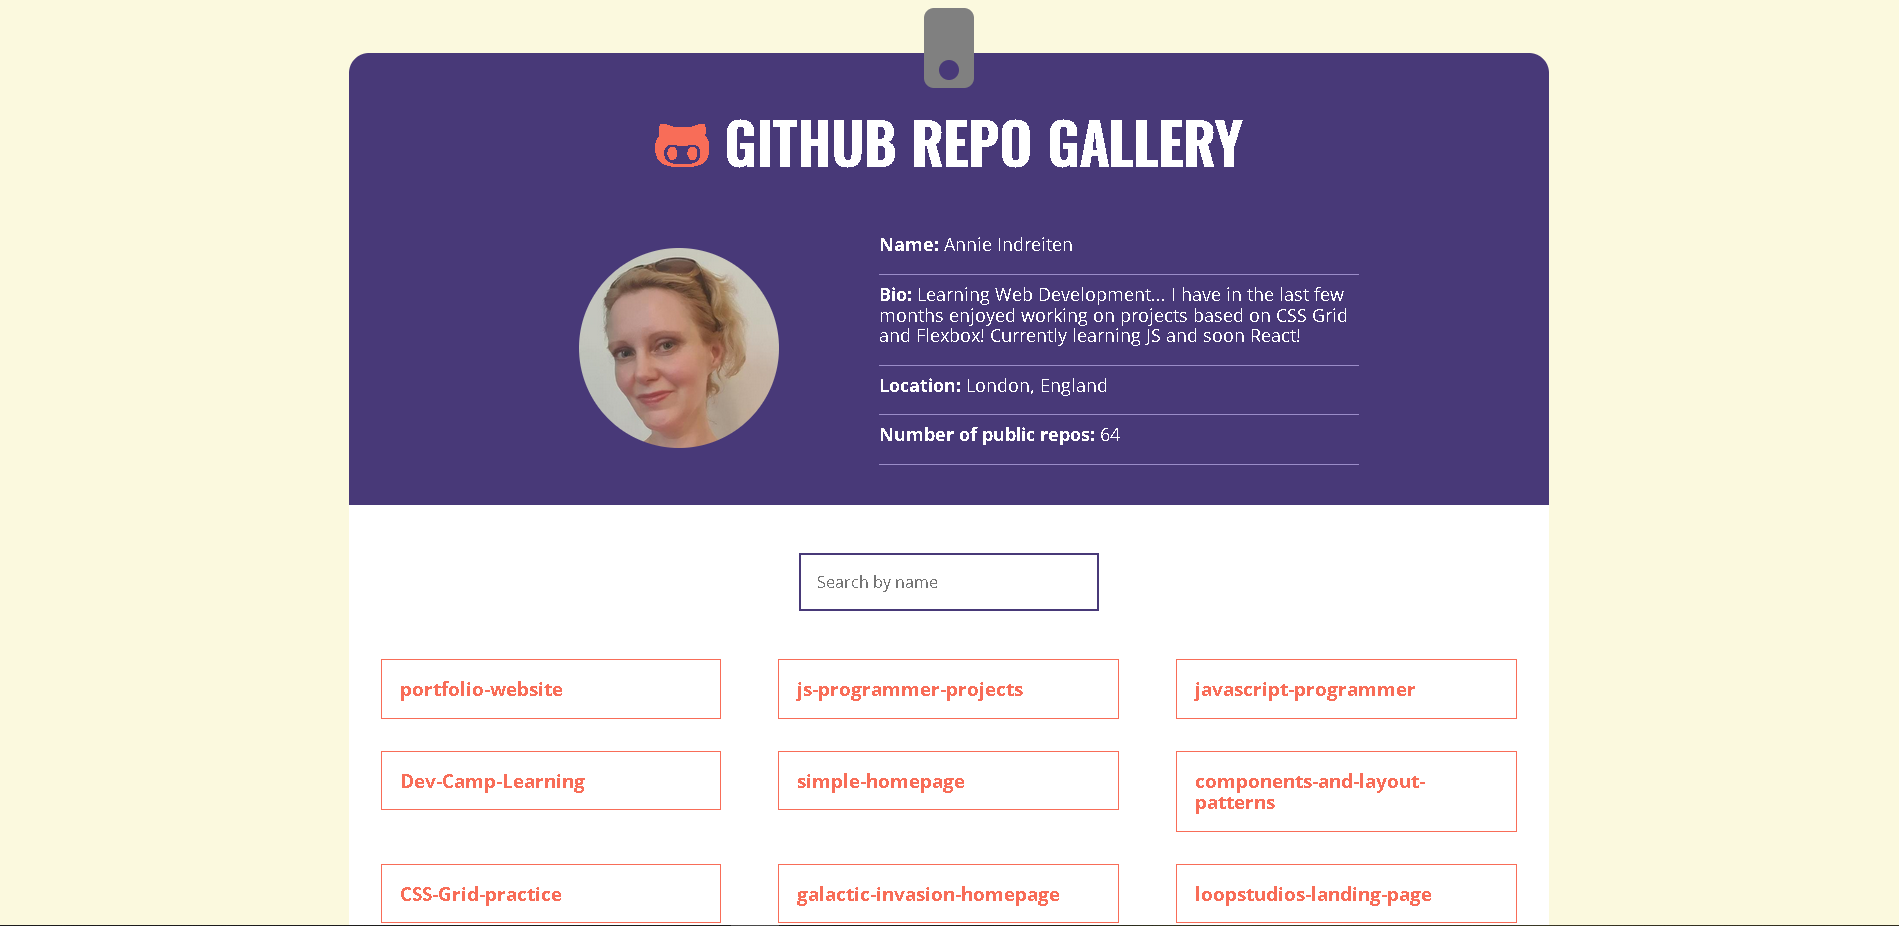 GITHUB REPO GALLERY
Name: Annie Indreiten
Bio: Learning Web Development... I have in the last few
months enjoyed working on projects based on CSS Grid
and Flexbox! Currently learning JS and soon React!
Location: London, England
Number of public repos: 64
Search by name
portfolio-website
js-programmer-projects
javascript-programmer
Dev-Camp-Learning
simple-homepage
components-and-layout-
patterns
CSS-Grid-practice
galactic-invasion-homepage
loopstudios-landing-page